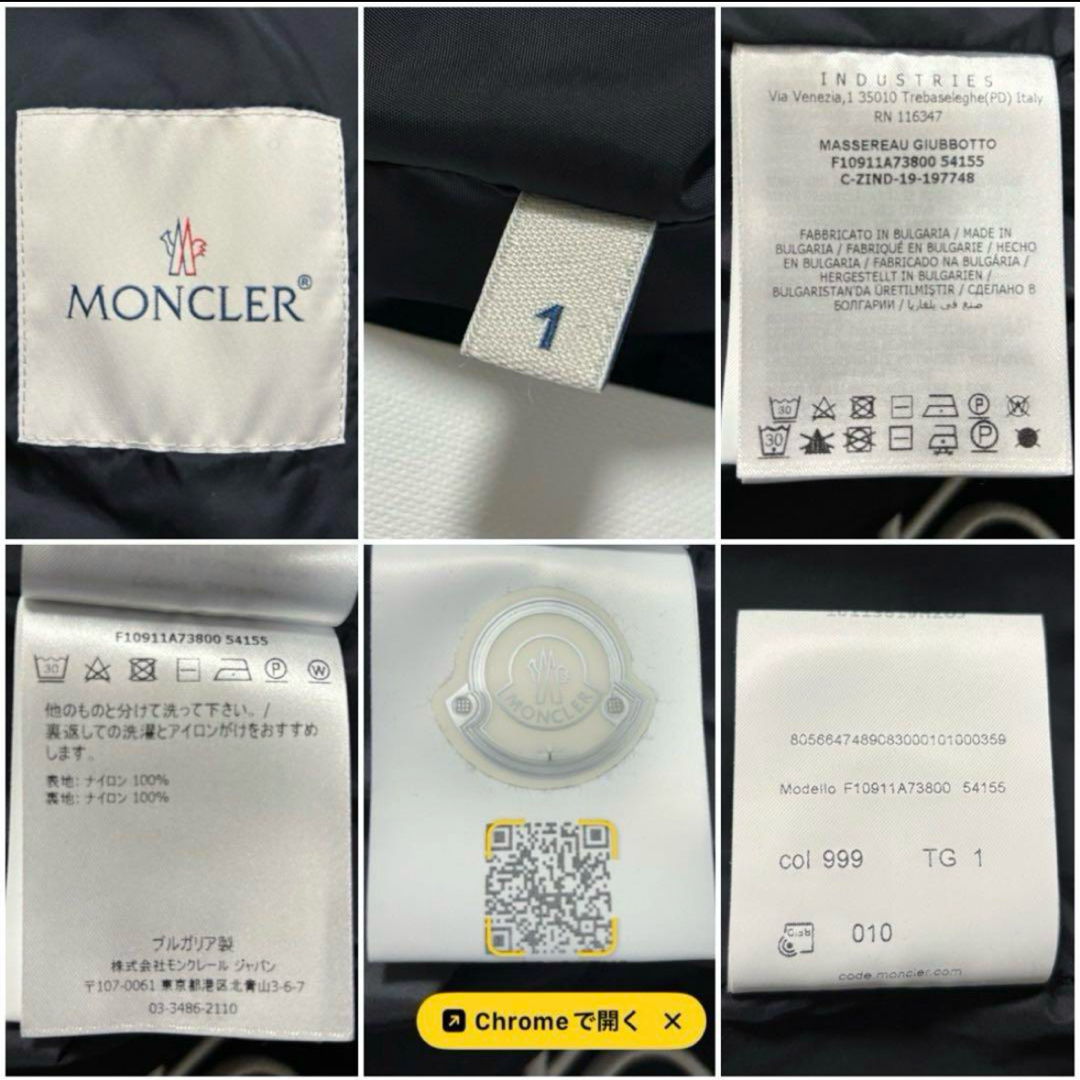 MONCLER®
1
INDUSTRIES
Via Venezia,1 35010 Trebaseleghe(PD) Italy
RN 116347
MASSEREAU GIUBBOTTO
F10911A73800 54155
C-ZIND-19-197748
FABBRICATO IN BULGARIA / MADE IN
BULGARIA / FABRIQUÉ EN BULGARIE / HECHO
EN BULGARIA / FABRICADO NA BULGÁRIA /
HERGESTELLT IN BULGARIEN /
BULGARISTAN'DA ÜRETILMIŞTIR / СДЕЛАНО В
БОЛГАРИИ / صنع في بلغاريا
30
P
30
P
F10911A73800 54155
30
P
W
他のものと分けて洗って下さい。/
裏返しての洗濯とアイロンがけをおすすめ
します。
表地: ナイロン 100%
裏地: ナイロン 100%
ブルガリア製
株式会社モンクレール ジャパン
〒107-0061 東京都港区北青山3-6-7
03-3486-2110
MONCLER
Chromeで開く ×
8056647489083000101000359
Modello F10911A73800 54155
col 999 TG 1
010
code.moncler.com